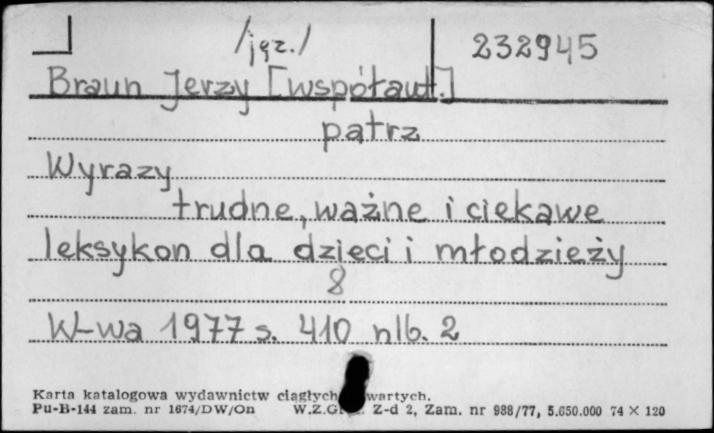 /jęz./ 232945
Braun Jerzy [współaut.]
patrz
Wyrazy
trudne, ważne i ciekawe
leksykon dla dzieci i młodzieży
8
W-wa 1977 s. 410 nlb. 2
Karta katalogowa wydawnictw ciągłych wartych.
Pu-B-144 zam. nr 1674/DW/On W.Z.G. Z-d 2, Zam. nr 988/77, 5.650.000 74 X 120